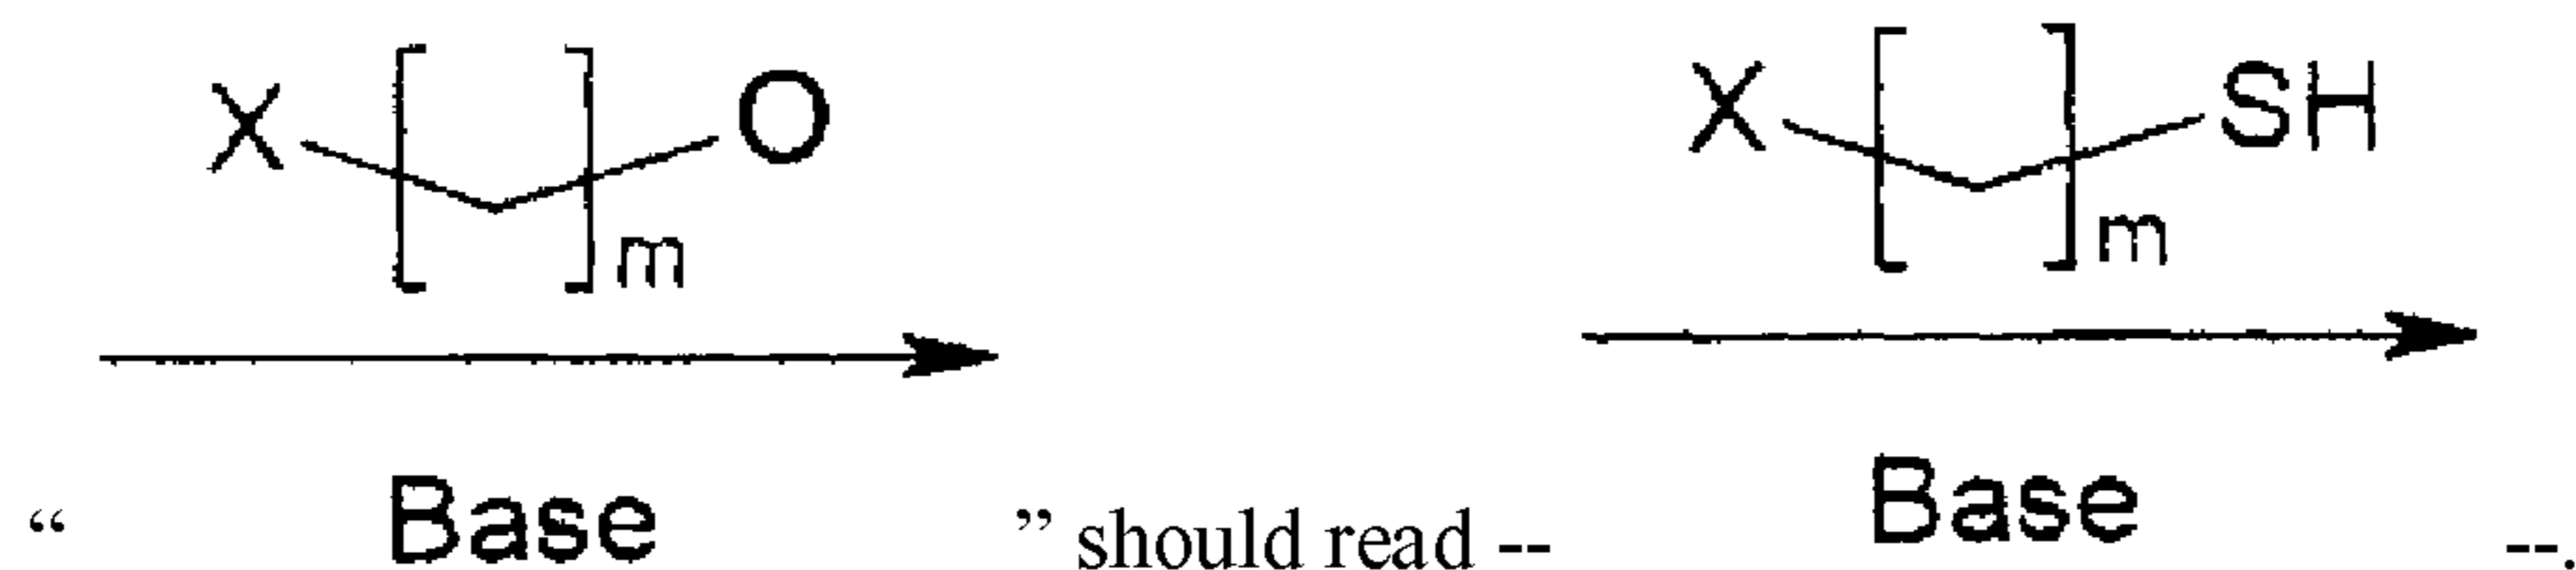 X O X SH
m m
“ Base ” should read -- Base --.